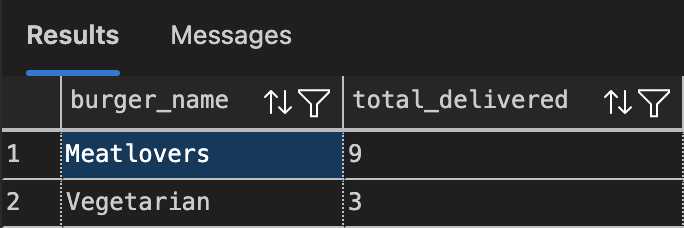 Results Messages
burger_name total_delivered
1 Meatlovers 9
2 Vegetarian 3